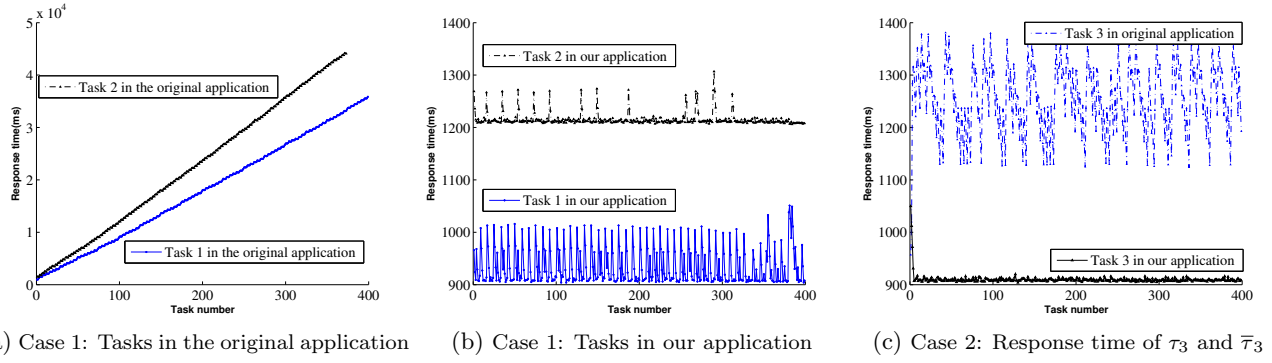 5 x 10^4
4
3
2
1
0
Response time(ms)
Task 2 in the original application
Task 1 in the original application
0 100 200 300 400
Task number
) Case 1: Tasks in the original application
1400
1300
1200
1100
1000
900
Response time(ms)
Task 2 in our application
Task 1 in our application
0 100 200 300 400
Task number
(b) Case 1: Tasks in our application
1400
1300
1200
1100
1000
900
Response time(ms)
Task 3 in original application
Task 3 in our application
0 100 200 300 400
Task number
(c) Case 2: Response time of τ₃ and τ̅₃